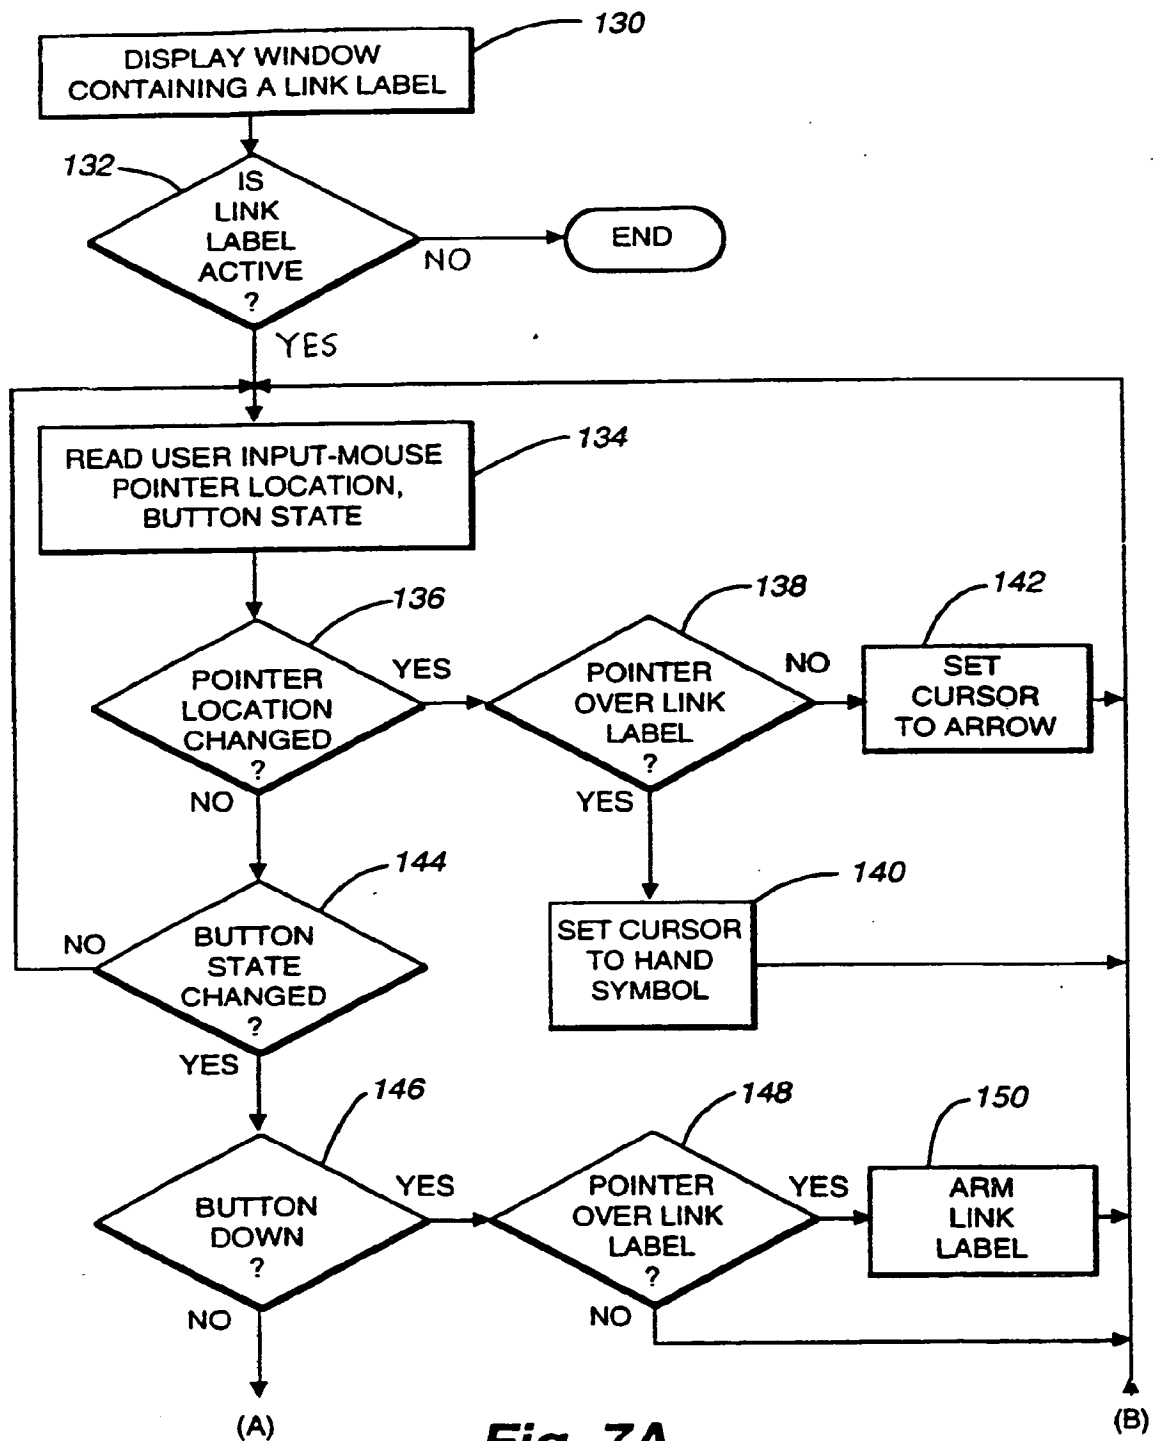 130
DISPLAY WINDOW
CONTAINING A LINK LABEL
132
IS
LINK
LABEL
ACTIVE
?
NO
END
YES
134
READ USER INPUT-MOUSE
POINTER LOCATION,
BUTTON STATE
136
POINTER
LOCATION
CHANGED
?
YES
NO
138
POINTER
OVER LINK
LABEL
?
NO
YES
142
SET
CURSOR
TO ARROW
140
SET CURSOR
TO HAND
SYMBOL
144
BUTTON
STATE
CHANGED
?
NO
YES
146
BUTTON
DOWN
?
YES
NO
148
POINTER
OVER LINK
LABEL
?
YES
NO
150
ARM
LINK
LABEL
(A)
(B)
Fig. 7A